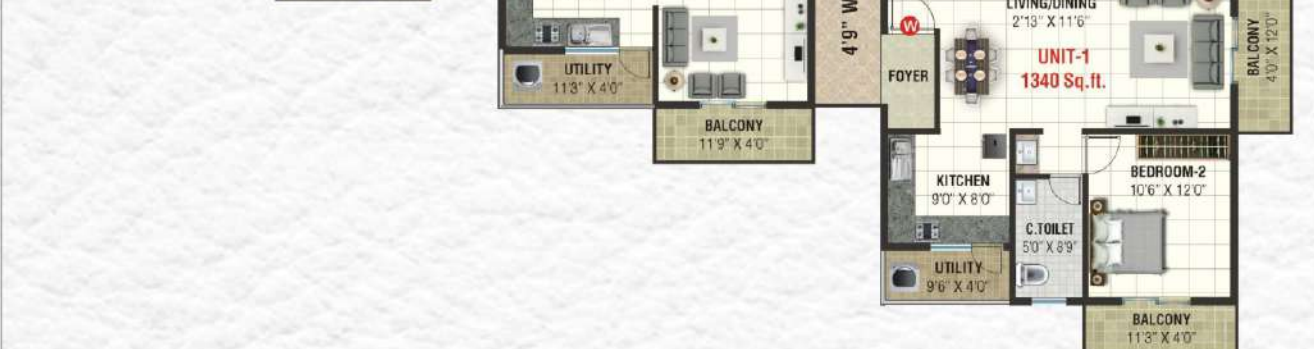 UTILITY
11'3" X 4'0"
BALCONY
11'9" X 4'0"
4'9" W
W
FOYER
LIVING/DINING
2'13" X 11'6"
UNIT-1
1340 Sq.ft.
BALCONY
4'0" X 12'0"
KITCHEN
9'0" X 8'0"
BEDROOM-2
10'6" X 12'0"
C.TOILET
5'0" X 8'9"
UTILITY
9'6" X 4'0"
BALCONY
11'3" X 4'0"